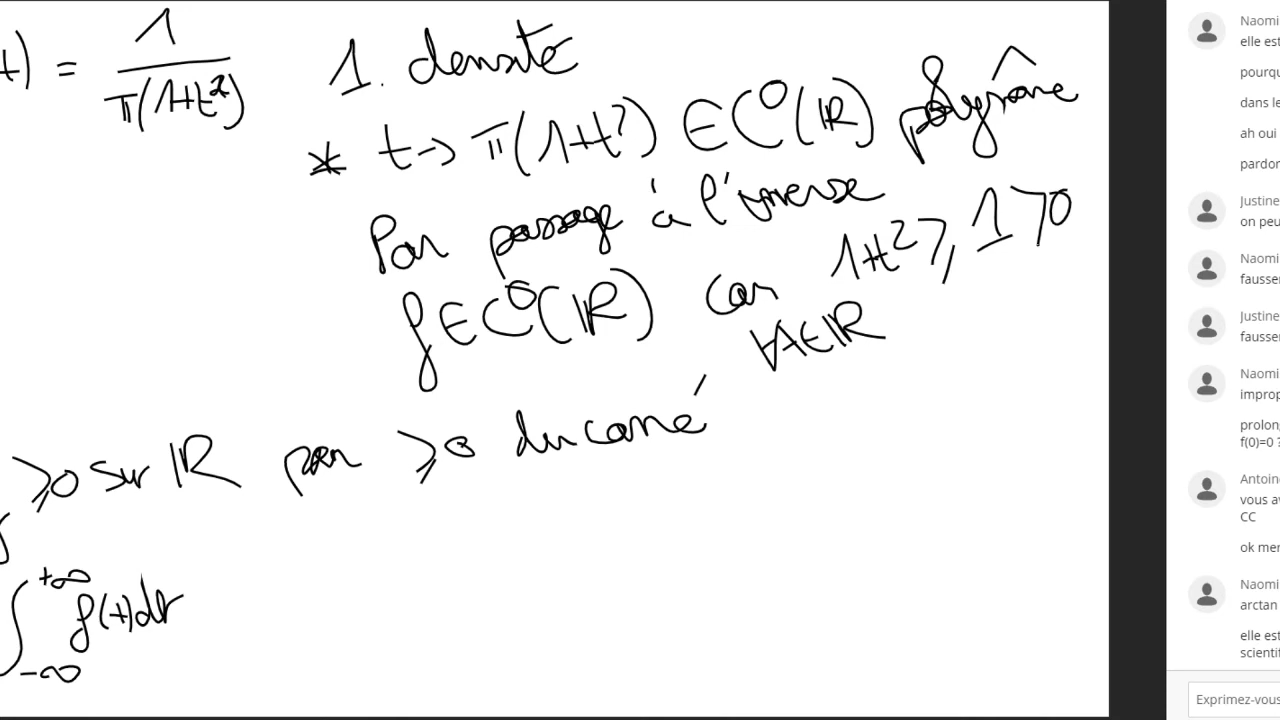 t) = 1 / π(1+t²)
1. densité
* t → π(1+t²) ∈ C⁰(ℝ) polynôme
Par passage à l'inverse
f ∈ C⁰(ℝ) car 1+t² ≥ 1 > 0
∀t∈ℝ
≥0 sur ℝ par ≥0 du carré
∫_{-∞}^{+∞} f(t)dt
Naomi
elle est
pourqu
dans le
ah oui
pardon
Justine
on peu
Naomi
fausser
Justine
fausser
Naomi
improp
prolong
f(0)=0 ?
Antoine
vous av
CC
ok mer
Naomi
arctan
elle est
scientif
Exprimez-vous